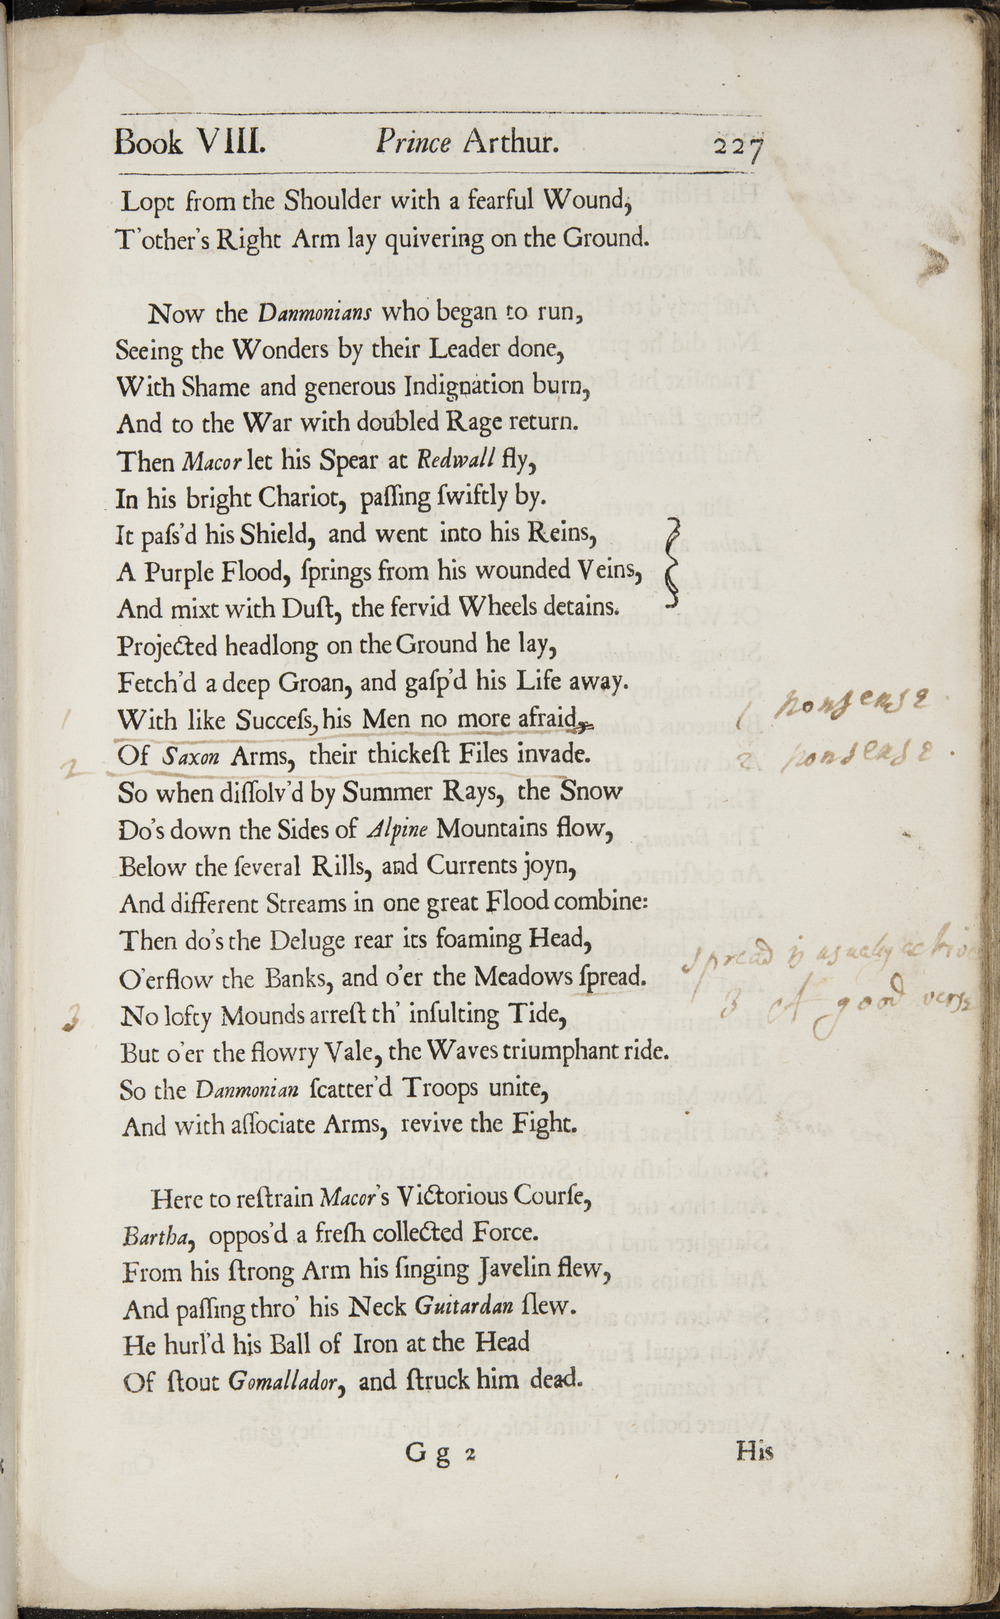 Book VIII. Prince Arthur. 227
Lopt from the Shoulder with a fearful Wound,
T'other's Right Arm lay quivering on the Ground.
Now the Danmonians who began to run,
Seeing the Wonders by their Leader done,
With Shame and generous Indignation burn,
And to the War with doubled Rage return.
Then Macor let his Spear at Redwall fly,
In his bright Chariot, paſſing ſwiftly by.
It paſs'd his Shield, and went into his Reins,
A Purple Flood, ſprings from his wounded Veins,
And mixt with Duſt, the fervid Wheels detains.
Projected headlong on the Ground he lay,
Fetch'd a deep Groan, and gaſp'd his Life away.
1 With like Succeſs, his Men no more afraid, 1 nonsense.
2 Of Saxon Arms, their thickeſt Files invade. 2 nonsense.
So when diſſolv'd by Summer Rays, the Snow
Do's down the Sides of Alpine Mountains flow,
Below the ſeveral Rills, and Currents joyn,
And different Streams in one great Flood combine:
Then do's the Deluge rear its foaming Head,
O'erflow the Banks, and o'er the Meadows ſpread. spread is usually active
3 No lofty Mounds arreſt th' inſulting Tide, 3 A good verse
But o'er the flowry Vale, the Waves triumphant ride.
So the Danmonian ſcatter'd Troops unite,
And with aſſociate Arms, revive the Fight.
Here to reſtrain Macor's Victorious Courſe,
Bartha, oppos'd a freſh collected Force.
From his ſtrong Arm his ſinging Javelin flew,
And paſſing thro' his Neck Guitardan ſlew.
He hurl'd his Ball of Iron at the Head
Of ſtout Gomallador, and ſtruck him dead.
G g 2 His